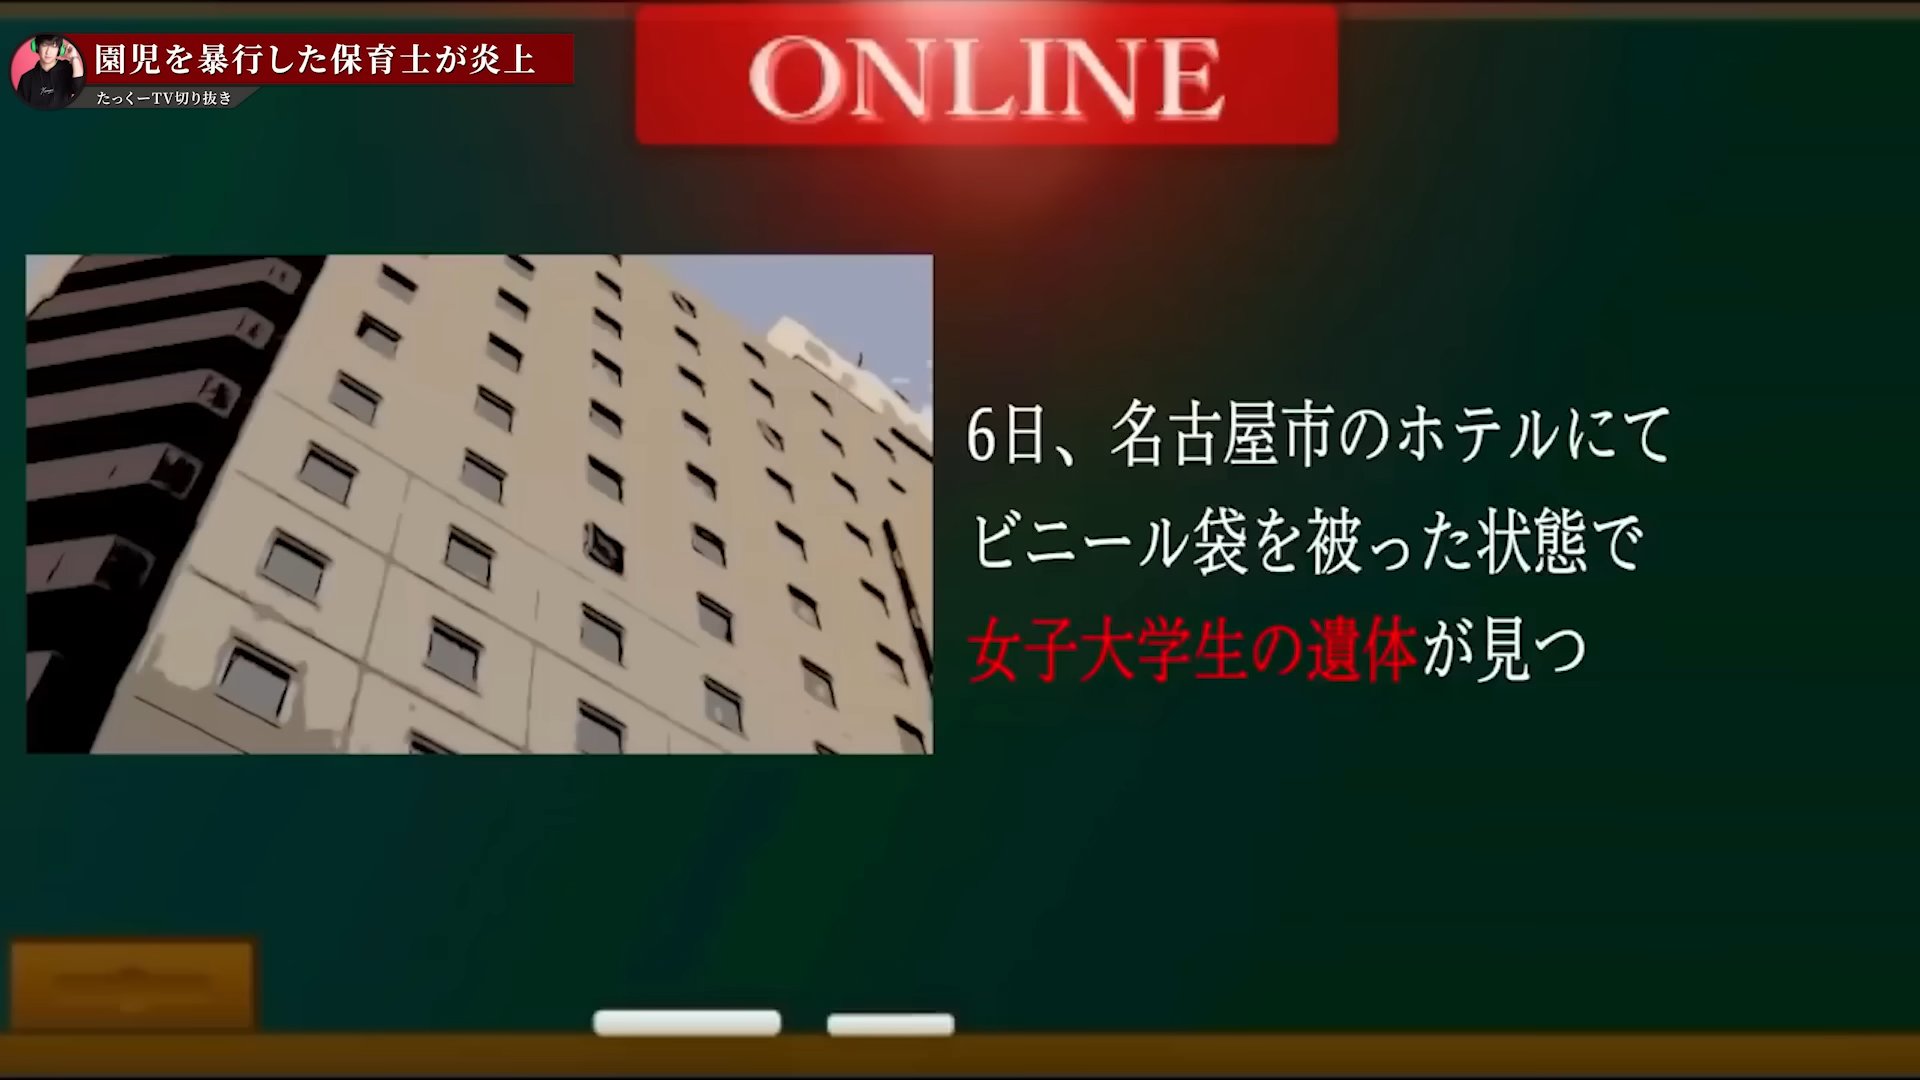 園児を暴行した保育士が炎上
たっくーTV切り抜き
ONLINE
6日、名古屋市のホテルにて
ビニール袋を被った状態で
女子大学生の遺体が見つ